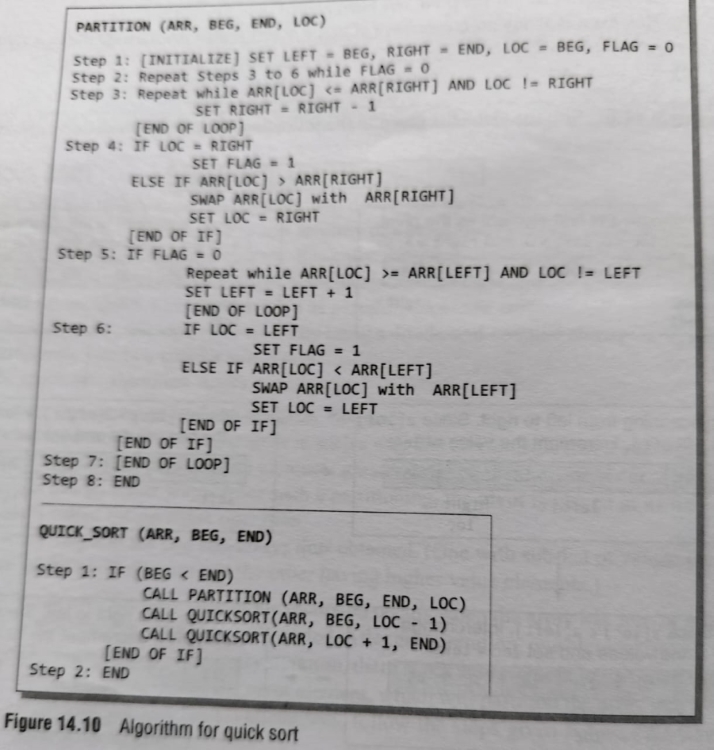 PARTITION (ARR, BEG, END, LOC)
Step 1: [INITIALIZE] SET LEFT = BEG, RIGHT = END, LOC = BEG, FLAG = 0
Step 2: Repeat Steps 3 to 6 while FLAG = 0
Step 3: Repeat while ARR[LOC] <= ARR[RIGHT] AND LOC != RIGHT
SET RIGHT = RIGHT - 1
[END OF LOOP]
Step 4: IF LOC = RIGHT
SET FLAG = 1
ELSE IF ARR[LOC] > ARR[RIGHT]
SWAP ARR[LOC] with ARR[RIGHT]
SET LOC = RIGHT
[END OF IF]
Step 5: IF FLAG = 0
Repeat while ARR[LOC] >= ARR[LEFT] AND LOC != LEFT
SET LEFT = LEFT + 1
[END OF LOOP]
Step 6: IF LOC = LEFT
SET FLAG = 1
ELSE IF ARR[LOC] < ARR[LEFT]
SWAP ARR[LOC] with ARR[LEFT]
SET LOC = LEFT
[END OF IF]
[END OF IF]
Step 7: [END OF LOOP]
Step 8: END
QUICK_SORT (ARR, BEG, END)
Step 1: IF (BEG < END)
CALL PARTITION (ARR, BEG, END, LOC)
CALL QUICKSORT(ARR, BEG, LOC - 1)
CALL QUICKSORT(ARR, LOC + 1, END)
[END OF IF]
Step 2: END
Figure 14.10 Algorithm for quick sort